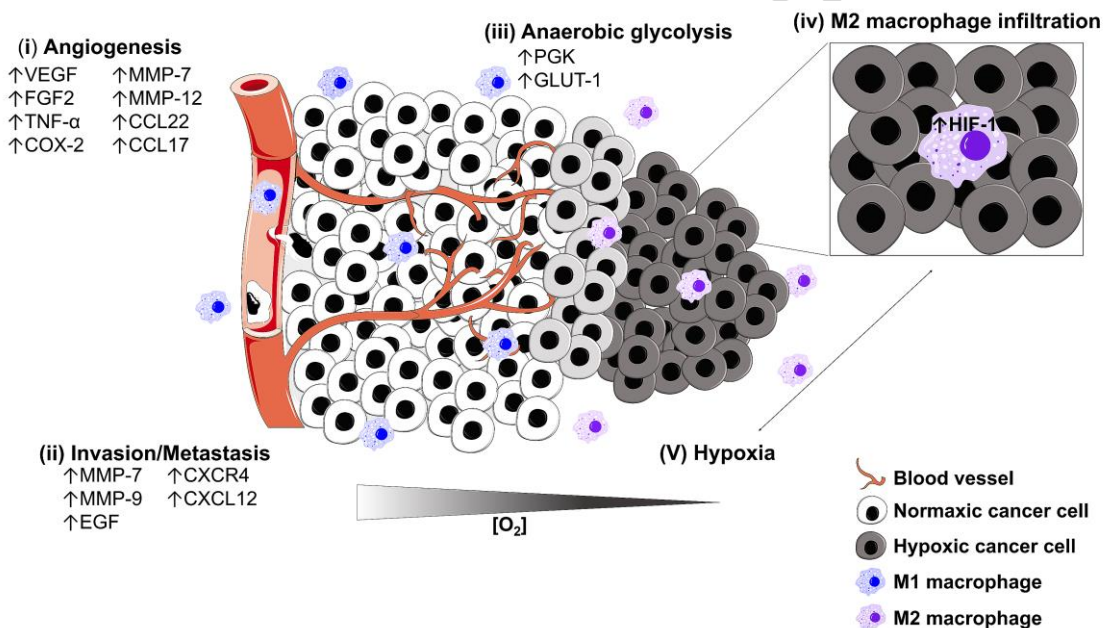 (i) Angiogenesis
↑VEGF ↑MMP-7
↑FGF2 ↑MMP-12
↑TNF-α ↑CCL22
↑COX-2 ↑CCL17
(iii) Anaerobic glycolysis
↑PGK
↑GLUT-1
(iv) M2 macrophage infiltration
↑HIF-1
(ii) Invasion/Metastasis
↑MMP-7 ↑CXCR4
↑MMP-9 ↑CXCL12
↑EGF
(V) Hypoxia
[O₂]
Blood vessel
Normaxic cancer cell
Hypoxic cancer cell
M1 macrophage
M2 macrophage